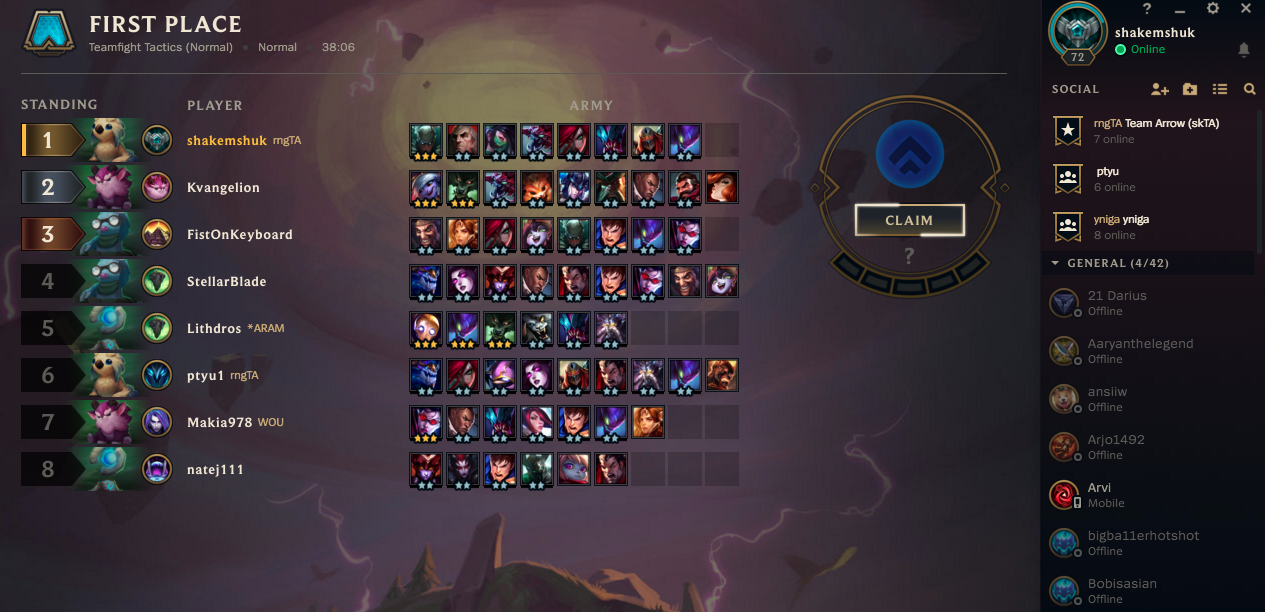 FIRST PLACE
Teamfight Tactics (Normal) • Normal • 38:06
STANDING PLAYER ARMY
1 shakemshuk rngTA
2 Kvangelion
3 FistOnKeyboard
4 StellarBlade
5 Lithdros *ARAM
6 ptyu1 rngTA
7 Makia978 WOU
8 natej111
CLAIM
?
?
shakemshuk
Online
72
SOCIAL
rngTA Team Arrow (skTA)
7 online
ptyu
6 online
yniga yniga
8 online
GENERAL (4/42)
21 Darius
Offline
Aaryanthelegend
Offline
ansiiw
Offline
Arjo1492
Offline
Arvi
Mobile
bigba11erhotshot
Offline
Bobisasian
Offline